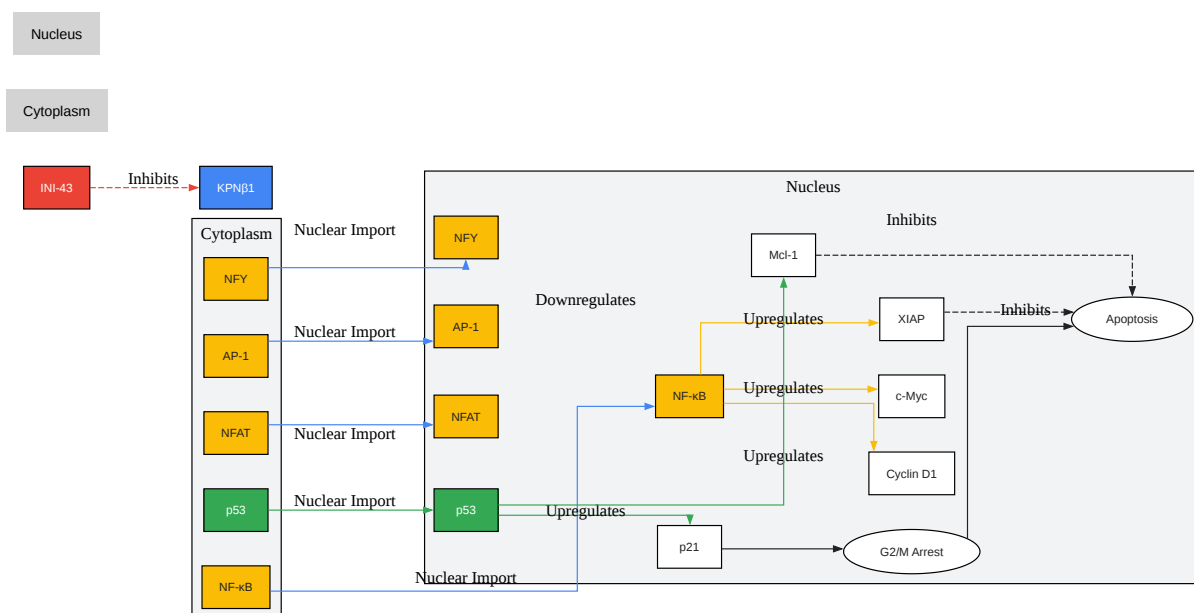 Nucleus
Cytoplasm
INI-43
Inhibits
KPNβ1
Nucleus
Cytoplasm
Nuclear Import
NFY
NFY
Inhibits
Mcl-1
Downregulates
AP-1
Nuclear Import
AP-1
Upregulates
XIAP
Inhibits
Apoptosis
NF-κB
Upregulates
c-Myc
NFAT
Nuclear Import
NFAT
Upregulates
Cyclin D1
p53
Nuclear Import
p53
Upregulates
p21
G2/M Arrest
NF-κB
Nuclear Import